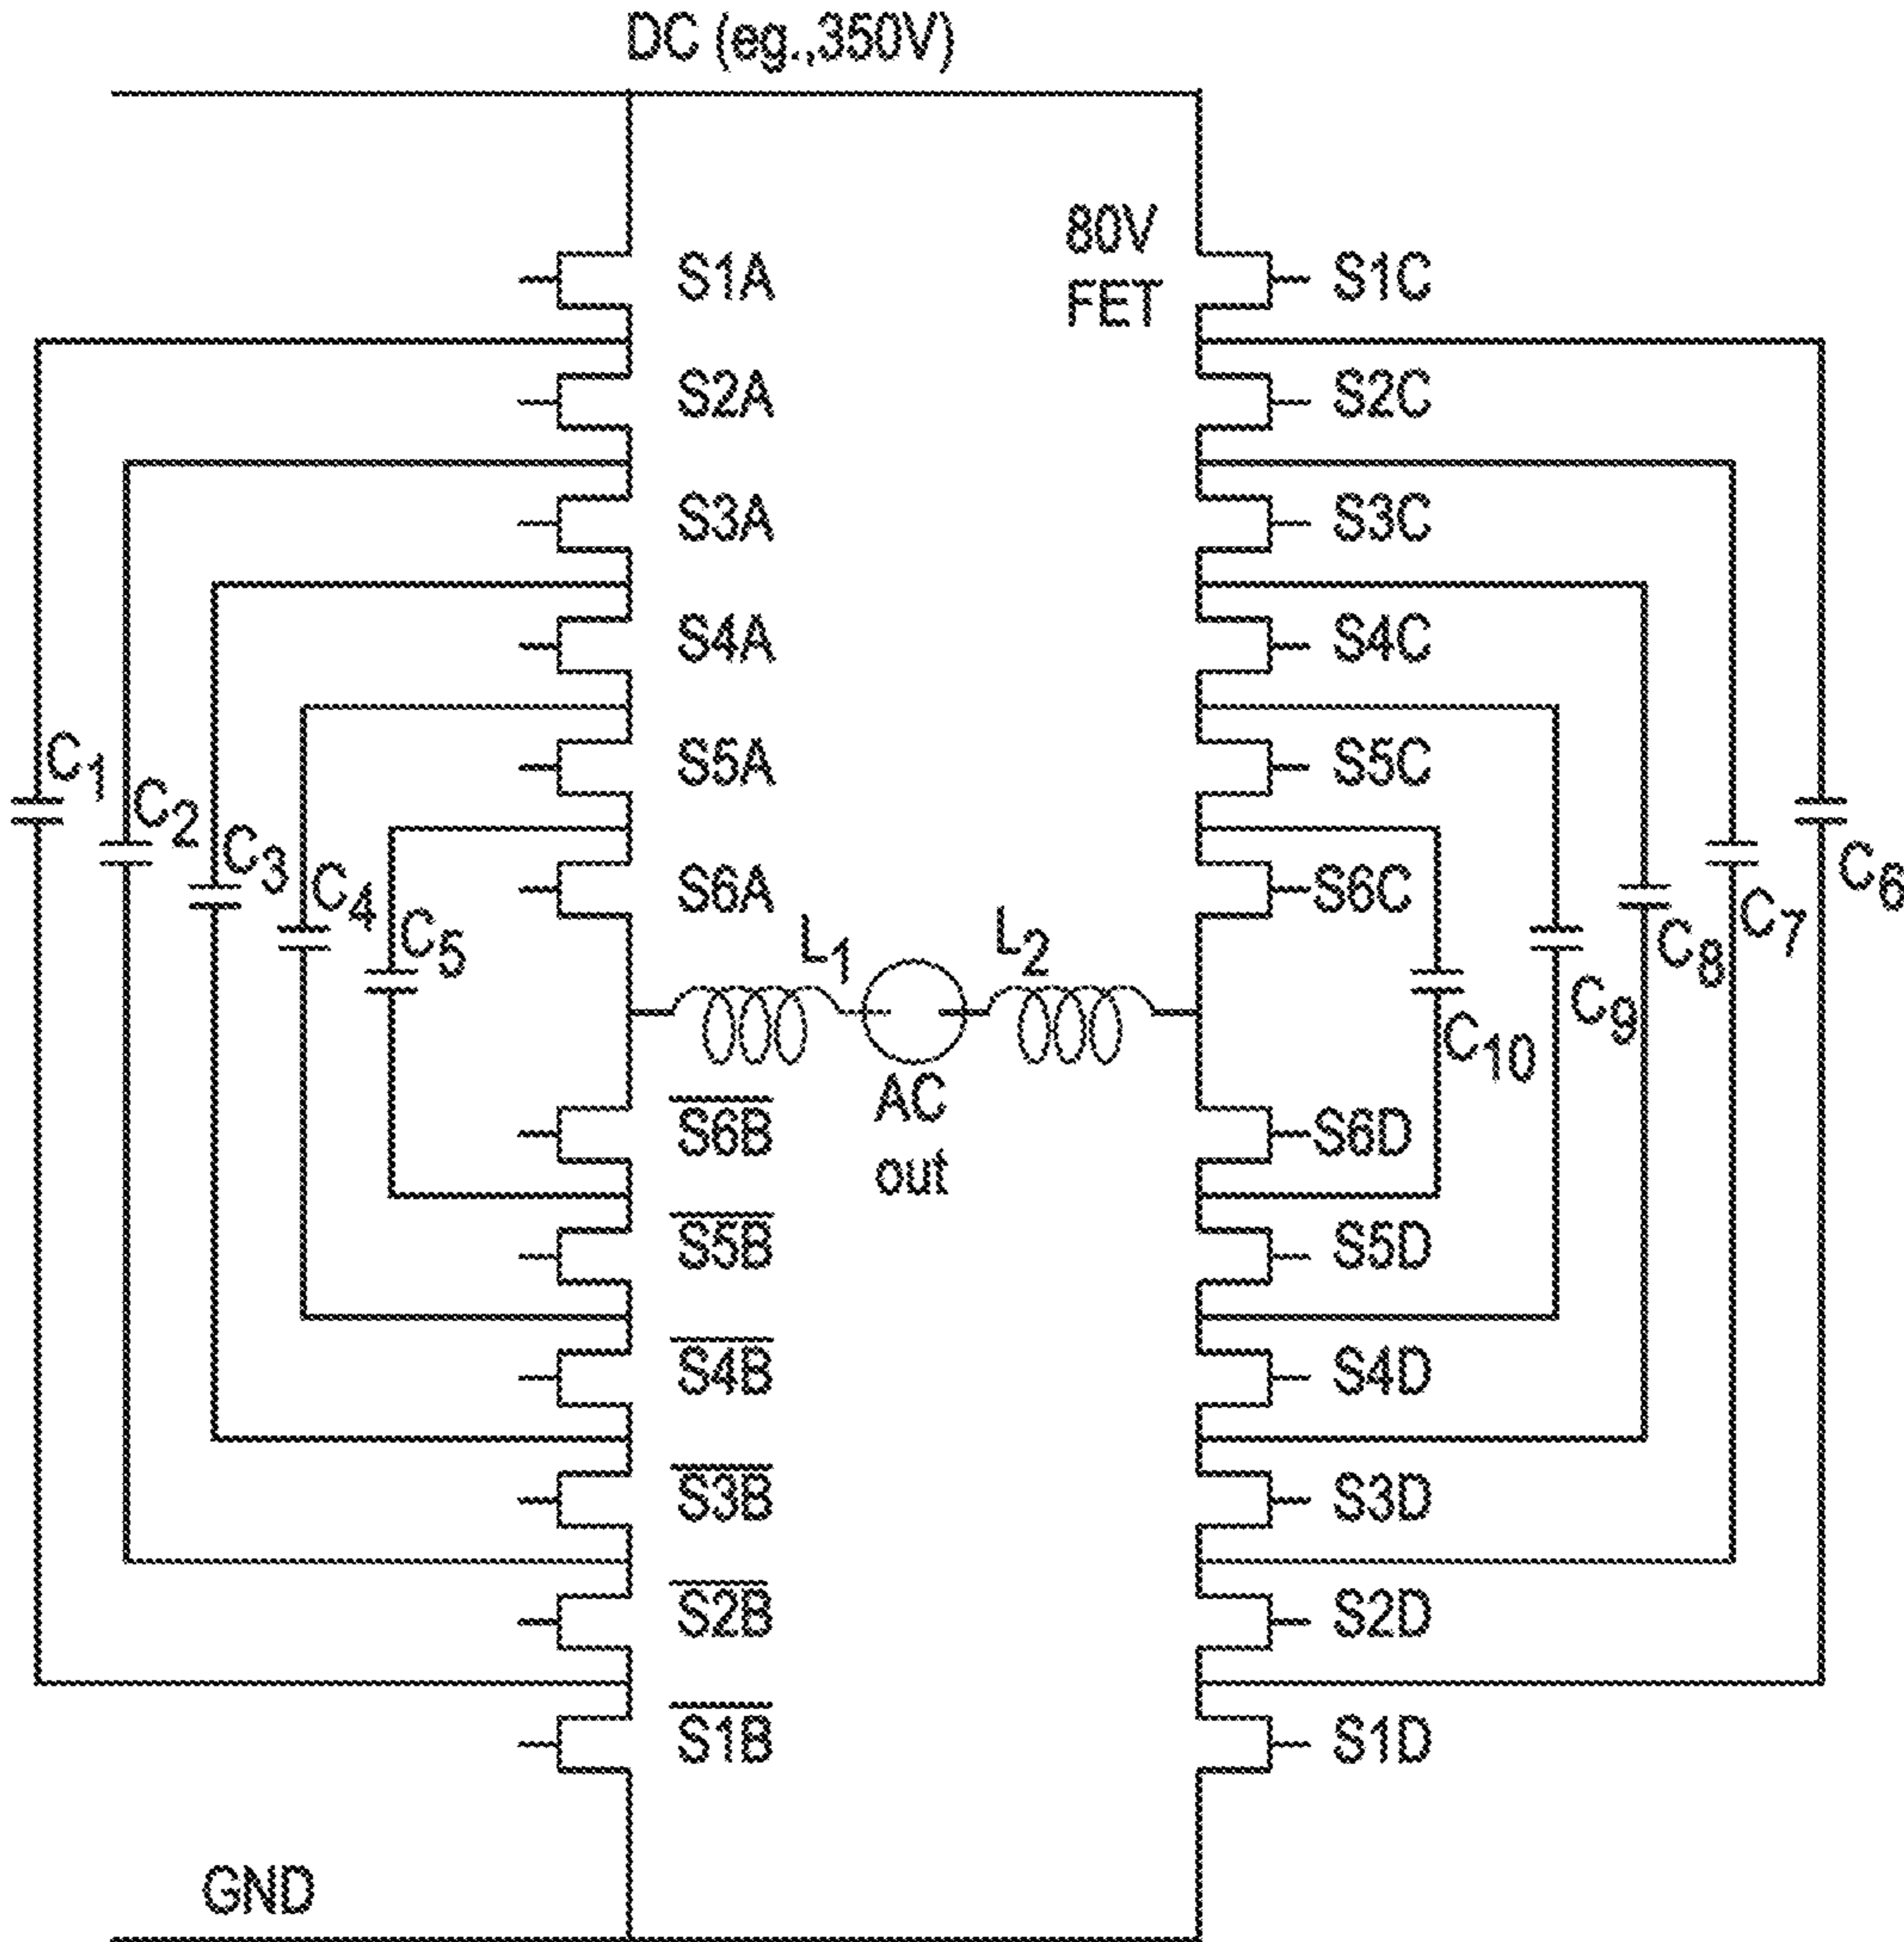 DC (eg.,350V)
80V
FET
S1A
S1C
S2A
S2C
S3A
S3C
S4A
S4C
C1
S5A
S5C
C2
C3
C4
S6A
S6C
C6
C5
L1
L2
C7
C8
C9
C10
AC
out
S6B
S6D
S5B
S5D
S4B
S4D
S3B
S3D
S2B
S2D
S1B
S1D
GND